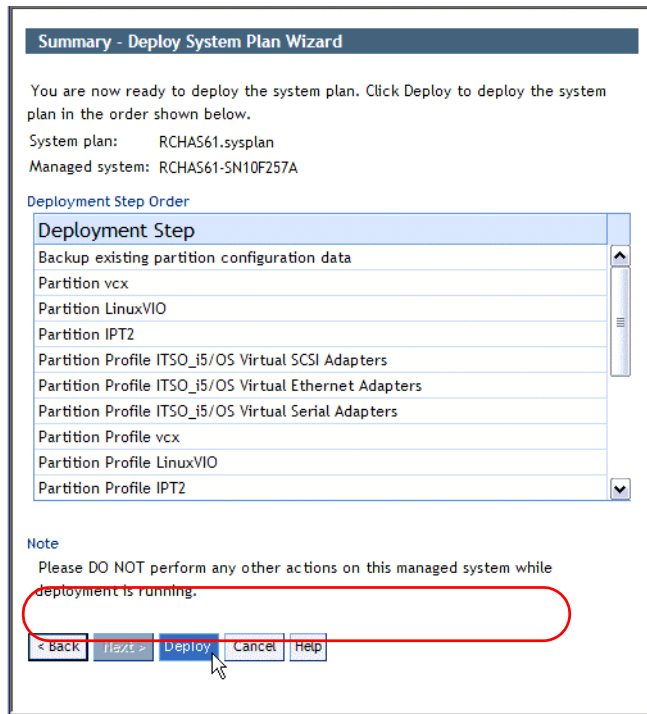 Summary - Deploy System Plan Wizard
You are now ready to deploy the system plan. Click Deploy to deploy the system
plan in the order shown below.
System plan: RCHAS61.sysplan
Managed system: RCHAS61-SN10F257A
Deployment Step Order
Deployment Step
Backup existing partition configuration data
Partition vcx
Partition LinuxVIO
Partition IPT2
Partition Profile ITSO_i5/OS Virtual SCSI Adapters
Partition Profile ITSO_i5/OS Virtual Ethernet Adapters
Partition Profile ITSO_i5/OS Virtual Serial Adapters
Partition Profile vcx
Partition Profile LinuxVIO
Partition Profile IPT2
Note
Please DO NOT perform any other actions on this managed system while
deployment is running.
< Back Next > Deploy Cancel Help